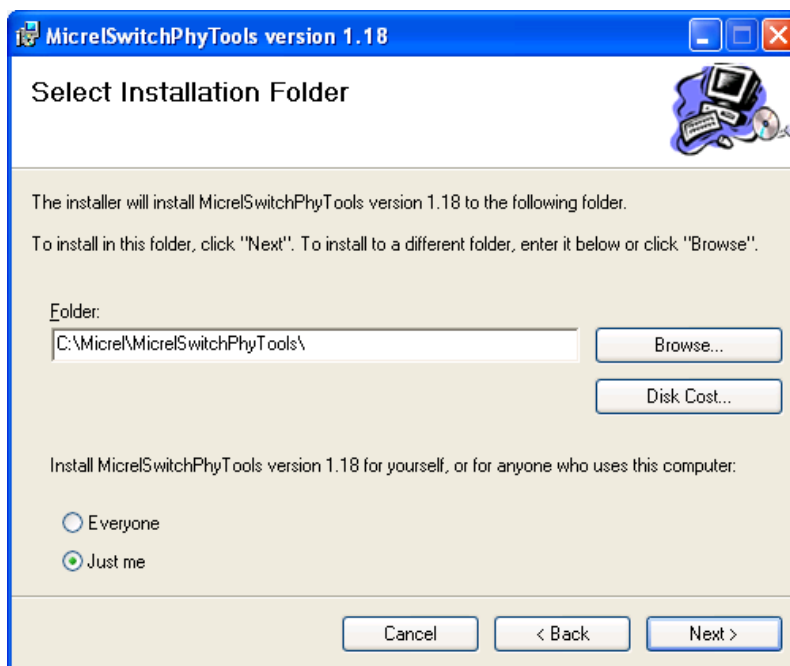 MicrelSwitchPhyTools version 1.18
Select Installation Folder
The installer will install MicrelSwitchPhyTools version 1.18 to the following folder.
To install in this folder, click "Next". To install to a different folder, enter it below or click "Browse".
Folder:
C:\Micrel\MicrelSwitchPhyTools\
Browse...
Disk Cost...
Install MicrelSwitchPhyTools version 1.18 for yourself, or for anyone who uses this computer:
Everyone
Just me
Cancel
< Back
Next >